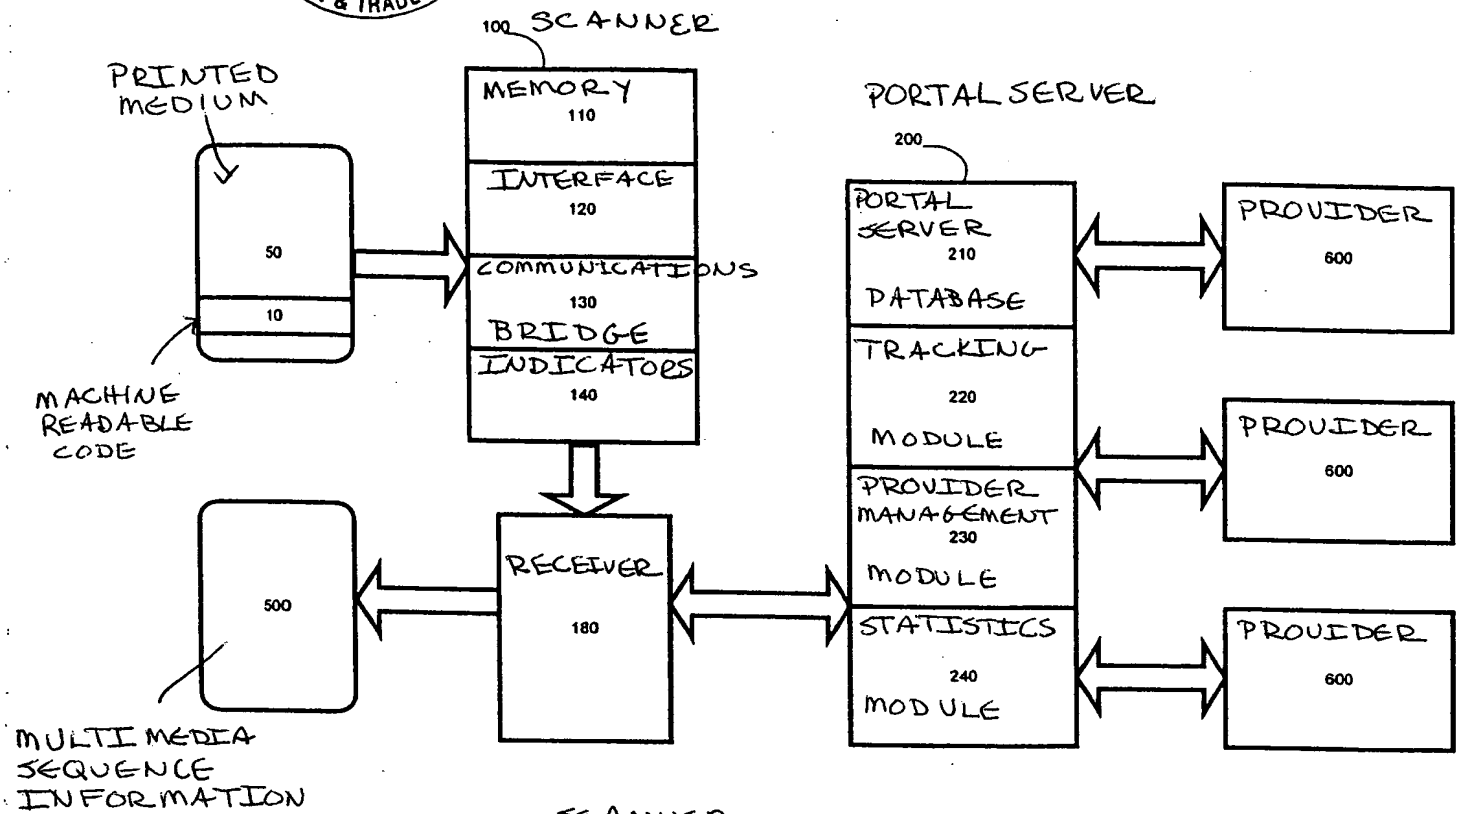 & TRADE
100 SCANNER
PRINTED
MEDIUM
50
10
MACHINE
READABLE
CODE
MEMORY
110
INTERFACE
120
COMMUNICATIONS
130
BRIDGE
INDICATORS
140
RECEIVER
180
500
MULTIMEDIA
SEQUENCE
INFORMATION
PORTAL SERVER
200
PORTAL
SERVER
210
DATABASE
TRACKING
220
MODULE
PROVIDER
MANAGEMENT
230
MODULE
STATISTICS
240
MODULE
PROVIDER
600
PROVIDER
600
PROVIDER
600
SCANNER